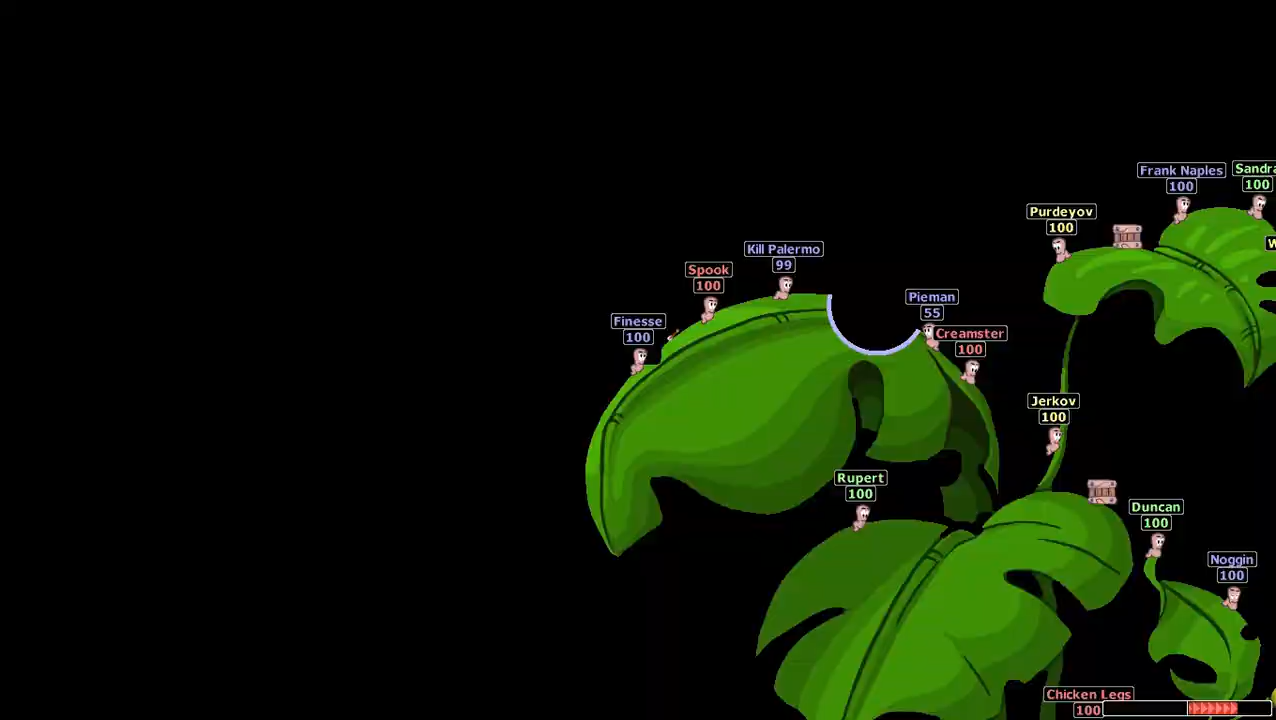 Frank Naples
100
Sandra
100
Purdeyov
100
W
Kill Palermo
99
Spook
100
Pieman
55
Finesse
100
Creamster
100
Jerkov
100
Rupert
100
Duncan
100
Noggin
100
Chicken Legs
100